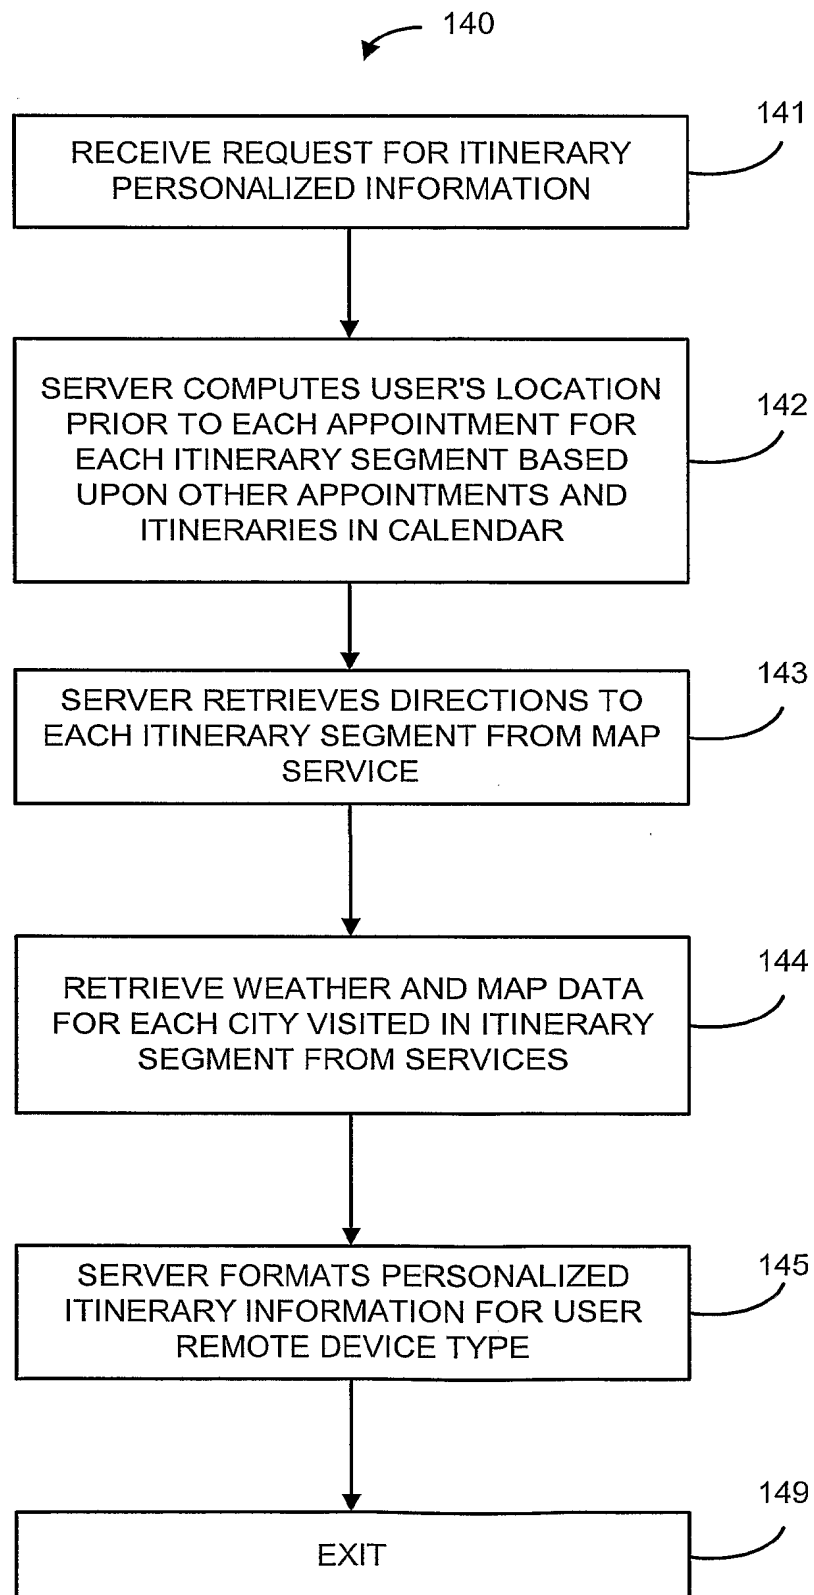 140
141
RECEIVE REQUEST FOR ITINERARY
PERSONALIZED INFORMATION
142
SERVER COMPUTES USER'S LOCATION
PRIOR TO EACH APPOINTMENT FOR
EACH ITINERARY SEGMENT BASED
UPON OTHER APPOINTMENTS AND
ITINERARIES IN CALENDAR
143
SERVER RETRIEVES DIRECTIONS TO
EACH ITINERARY SEGMENT FROM MAP
SERVICE
144
RETRIEVE WEATHER AND MAP DATA
FOR EACH CITY VISITED IN ITINERARY
SEGMENT FROM SERVICES
145
SERVER FORMATS PERSONALIZED
ITINERARY INFORMATION FOR USER
REMOTE DEVICE TYPE
149
EXIT